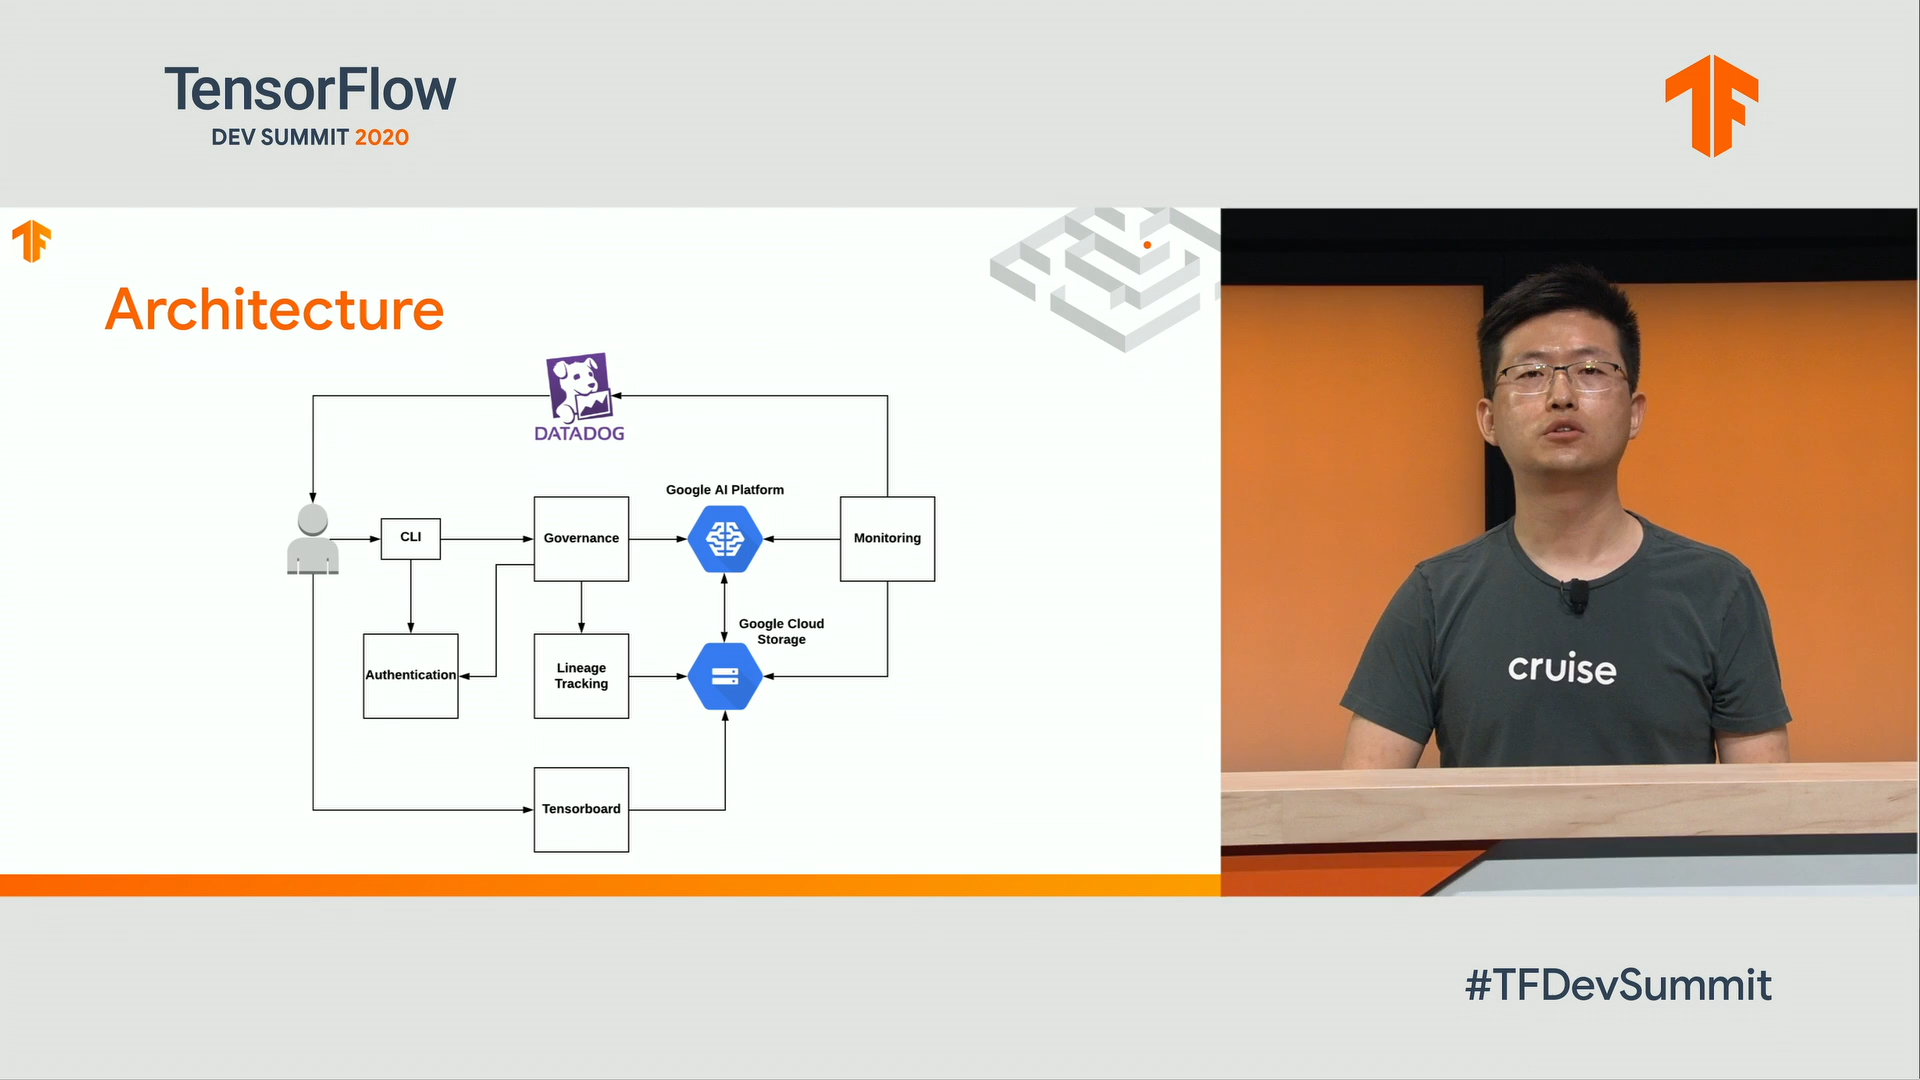 TensorFlow
DEV SUMMIT 2020
Architecture
DATADOG
Google AI Platform
CLI
Governance
Monitoring
Google Cloud
Storage
Authentication
Lineage
Tracking
Tensorboard
cruise
#TFDevSummit